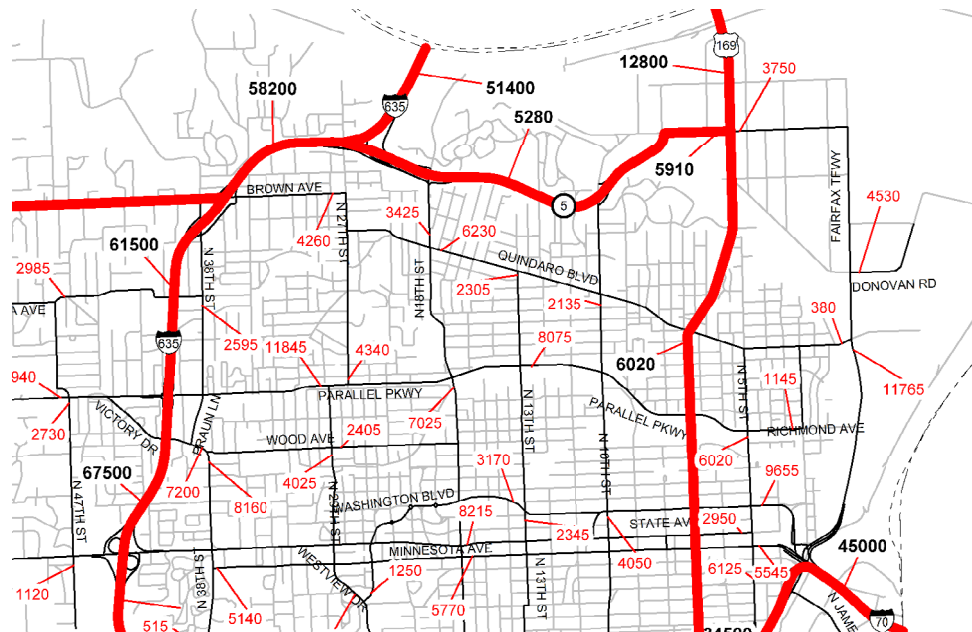 169
12800
3750
58200
51400
635
5280
5910
FAIRFAX TFWY
4530
BROWN AVE
5
N 27TH ST
3425
4260
6230
61500
2985
N 38TH ST
QUINDARO BLVD
N18TH ST
2305
2135
DONOVAN RD
A AVE
380
635
2595
11845
4340
8075
6020
940
N 5TH ST
1145
11765
PARALLEL PKWY
VICTORY DR
BRAUN LN
7025
N 13TH ST
PARALLEL PKWY
2730
2405
WOOD AVE
RICHMOND AVE
3170
6020
9655
67500
7200
8160
4025
N 10TH ST
N 47TH ST
WASHINGTON BLVD
8215
2345
STATE AVE
2950
MINNESOTA AVE
4050
45000
1120
N 38TH ST
WESTVIEW DR
1250
5770
N 13TH ST
6125
5545
515
5140
N JAME
70